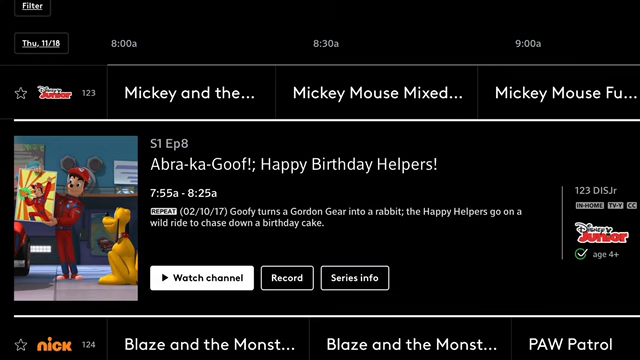 Filter
Thu, 11/18
8:00a
8:30a
9:00a
Disney Junior
123
Mickey and the...
Mickey Mouse Mixed...
Mickey Mouse Fu...
S1 Ep8
Abra-ka-Goof!; Happy Birthday Helpers!
7:55a - 8:25a
REPEAT (02/10/17) Goofy turns a Gordon Gear into a rabbit; the Happy Helpers go on a
wild ride to chase down a birthday cake.
123 DISJr
IN-HOME TV-Y CC
Disney Junior
age 4+
Watch channel
Record
Series info
nick
124
Blaze and the Monst...
Blaze and the Monst...
PAW Patrol